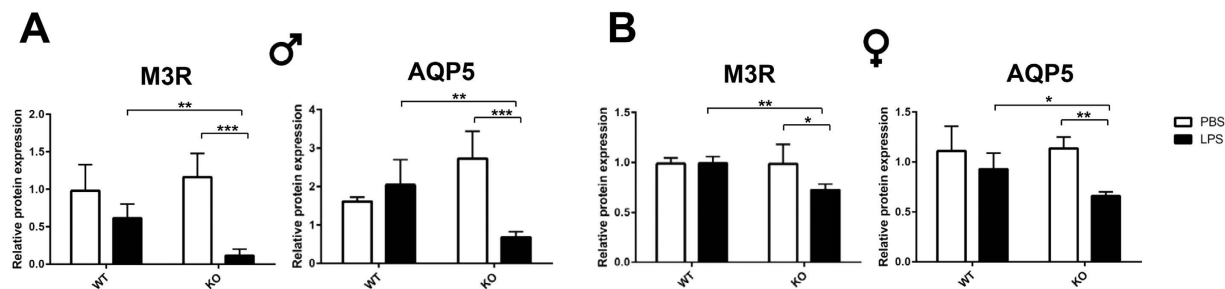 A
♂
M3R
Relative protein expression
2.0
1.5
1.0
0.5
0.0
**
***
WT
KO
AQP5
Relative protein expression
4
3
2
1
0
**
***
WT
KO
B
♀
M3R
Relative protein expression
1.5
1.0
0.5
0.0
**
*
WT
KO
AQP5
Relative protein expression
1.5
1.0
0.5
0.0
*
**
WT
KO
PBS
LPS